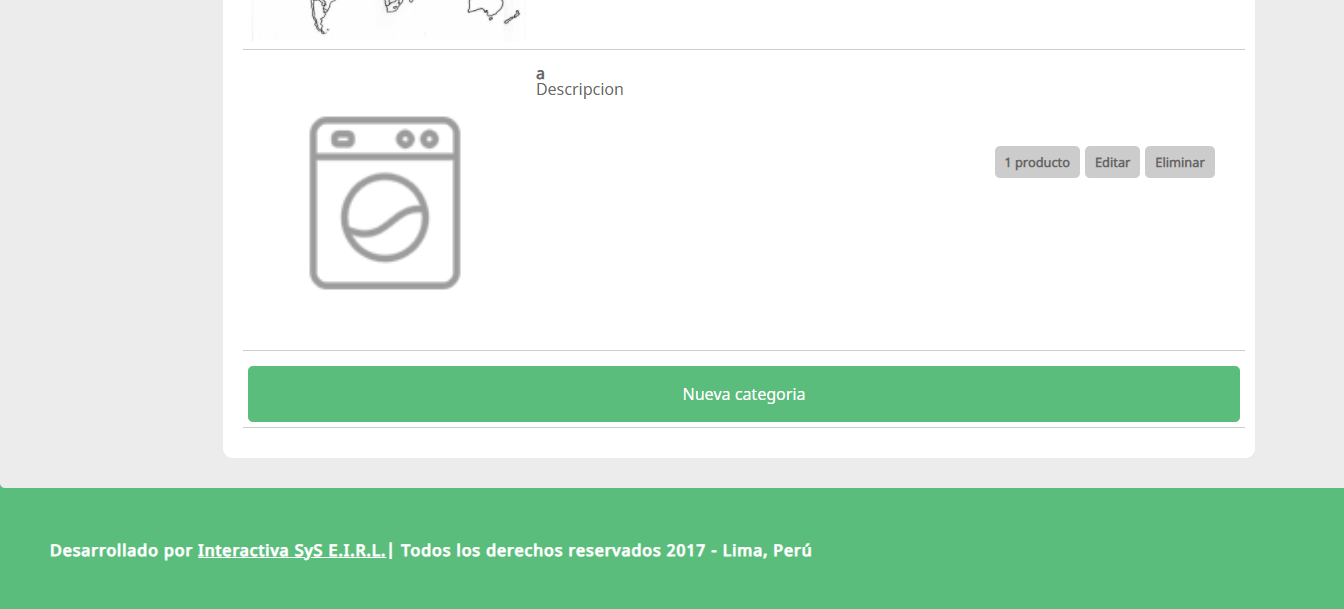 a
Descripcion
1 producto Editar Eliminar
Nueva categoria
Desarrollado por Interactiva SyS E.I.R.L.| Todos los derechos reservados 2017 - Lima, Perú